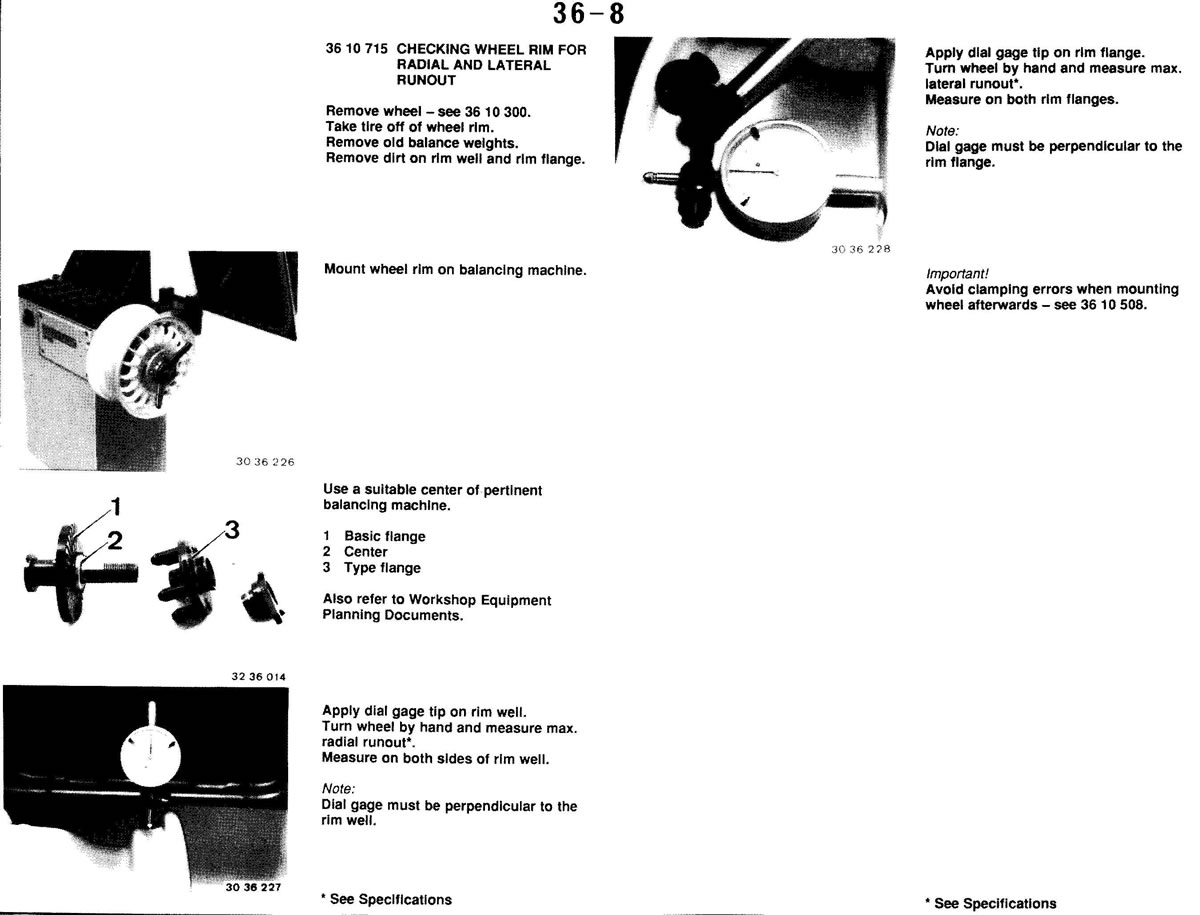 36-8
36 10 715 CHECKING WHEEL RIM FOR
RADIAL AND LATERAL
RUNOUT
Remove wheel – see 36 10 300.
Take tire off of wheel rim.
Remove old balance weights.
Remove dirt on rim well and rim flange.
Mount wheel rim on balancing machine.
30 36 226
Use a suitable center of pertinent
balancing machine.
1 Basic flange
2 Center
3 Type flange
Also refer to Workshop Equipment
Planning Documents.
1
2
3
32 36 014
Apply dial gage tip on rim well.
Turn wheel by hand and measure max.
radial runout*.
Measure on both sides of rim well.
Note:
Dial gage must be perpendicular to the
rim well.
30 36 227
* See Specifications
30 36 228
Apply dial gage tip on rim flange.
Turn wheel by hand and measure max.
lateral runout*.
Measure on both rim flanges.
Note:
Dial gage must be perpendicular to the
rim flange.
Important!
Avoid clamping errors when mounting
wheel afterwards – see 36 10 508.
* See Specifications